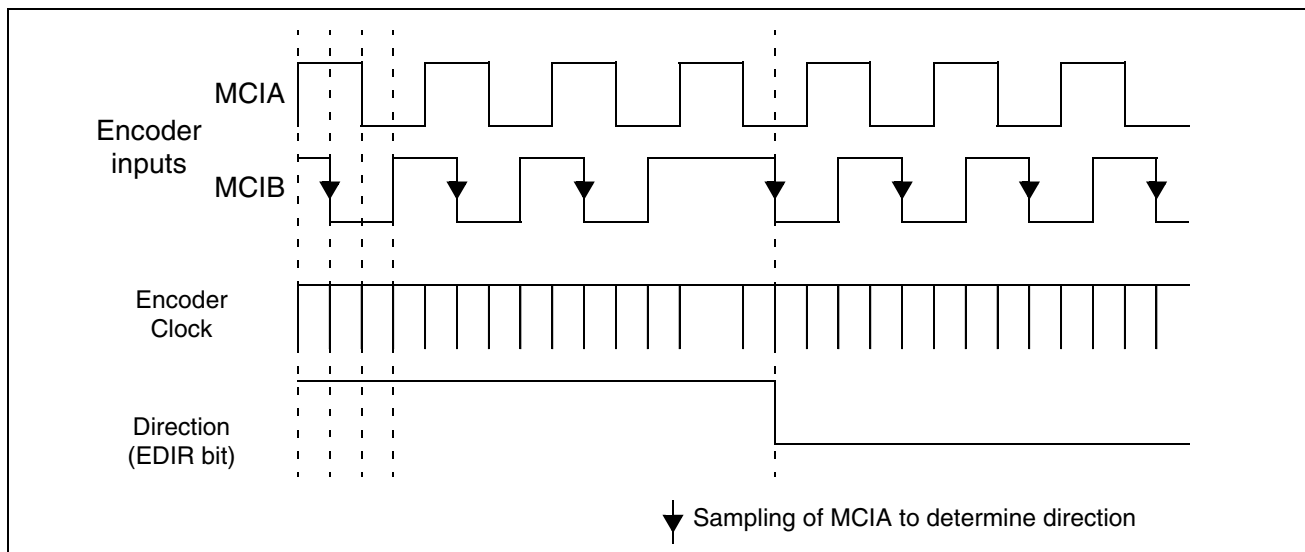 MCIA
Encoder
inputs
MCIB
Encoder
Clock
Direction
(EDIR bit)
Sampling of MCIA to determine direction